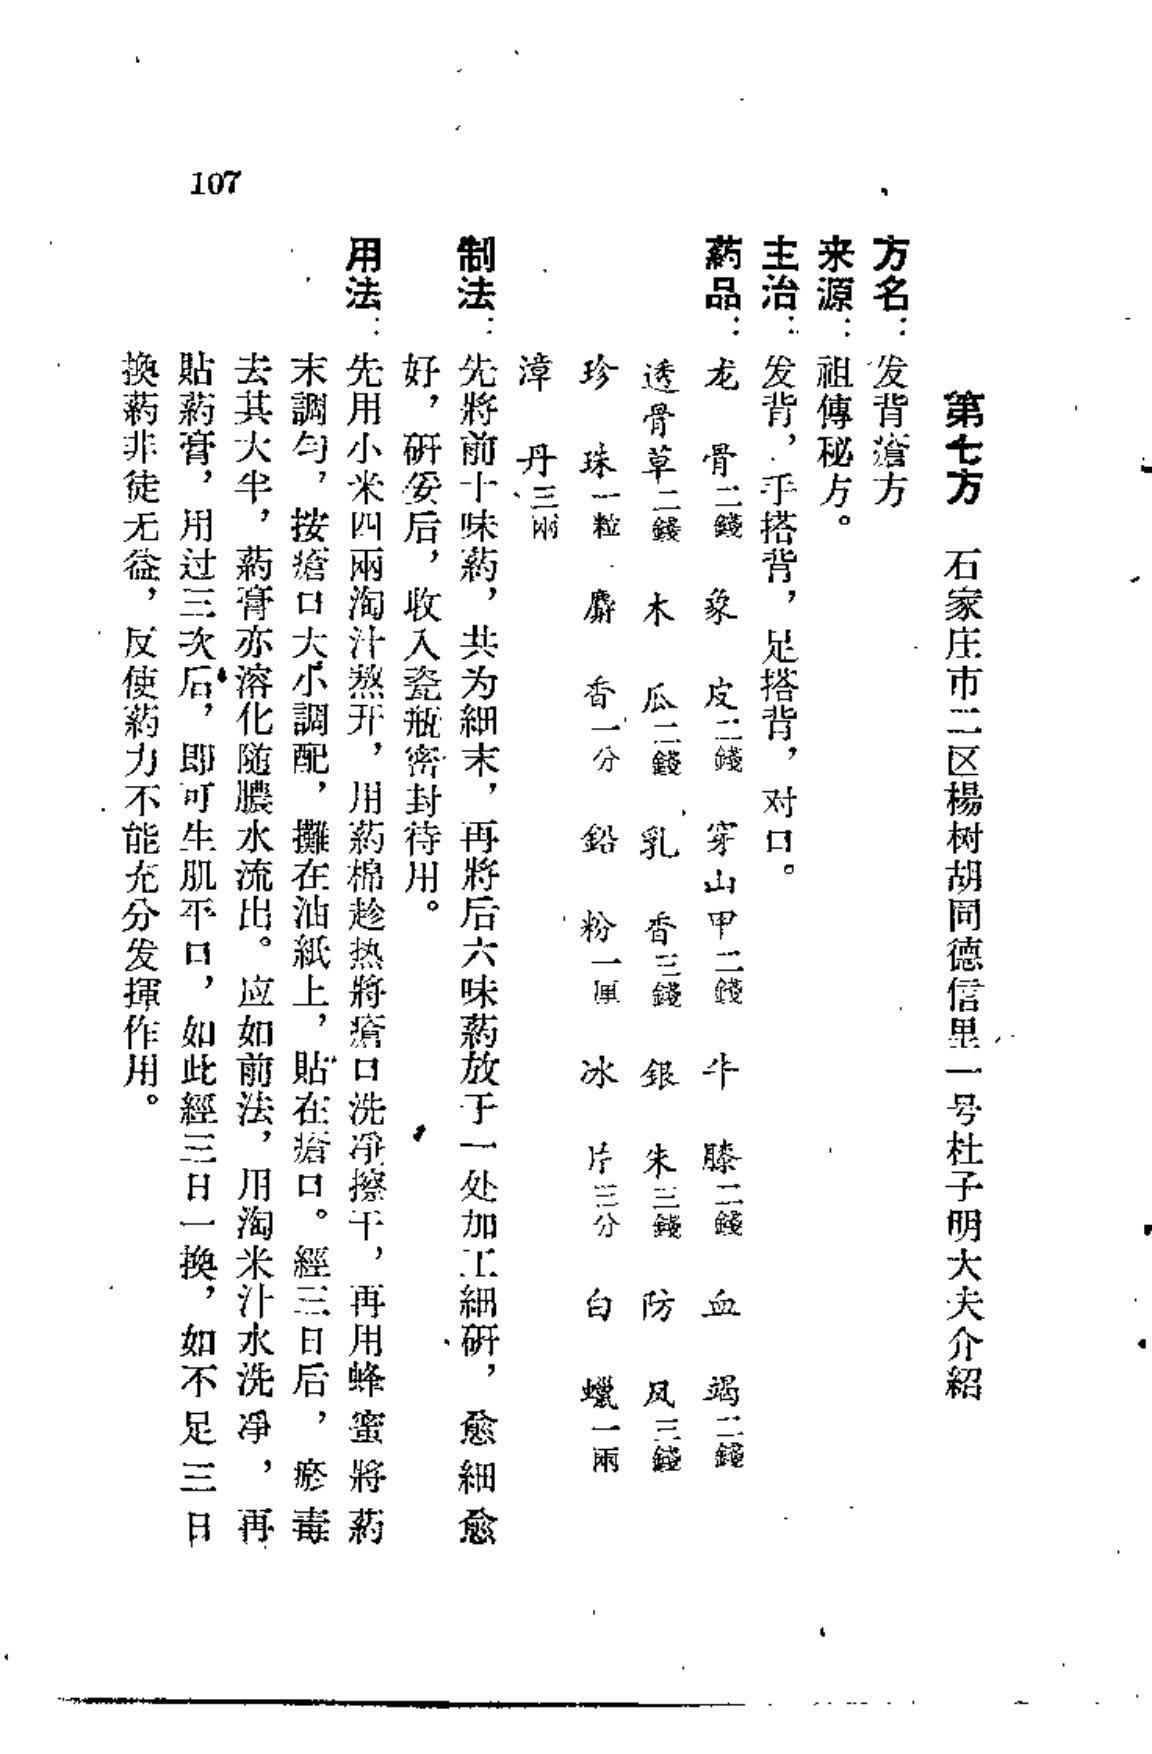 第七方　石家庄市二区楊树胡同德信里一号杜子明大夫介紹
方名：发背瘡方
来源：祖傳秘方。
主治：发背，手搭背，足搭背，对口。
葯品：龙骨二錢　象皮二錢　穿山甲二錢　牛膝二錢　血竭二錢
透骨草二錢　木瓜二錢　乳香三錢　銀朱三錢　防风三錢
珍珠一粒　麝香一分　鉛粉一厘　冰片三分　白蠟一兩
漳丹三兩
制法：先將前十味葯，共为細末，再將后六味葯放于一处加工細研，愈細愈
好，研妥后，收入瓷瓶密封待用。
用法：先用小米四兩淘汁熬开，用葯棉趁热將瘡口洗凈擦干，再用蜂蜜將葯
末調勻，按瘡口大小調配，攤在油紙上，貼在瘡口。經三日后，瘀毒
去其大半，葯膏亦溶化随膿水流出。应如前法，用淘米汁水洗凈，再
貼葯膏，用过三次后，即可生肌平口，如此經三日一換，如不足三日
換葯非徒无益，反使葯力不能充分发揮作用。
107